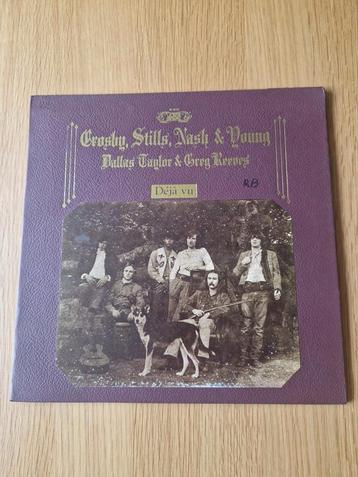 Crosby, Stills, Nash & Young
Dallas Taylor & Greg Reeves
Déjà vu
RB